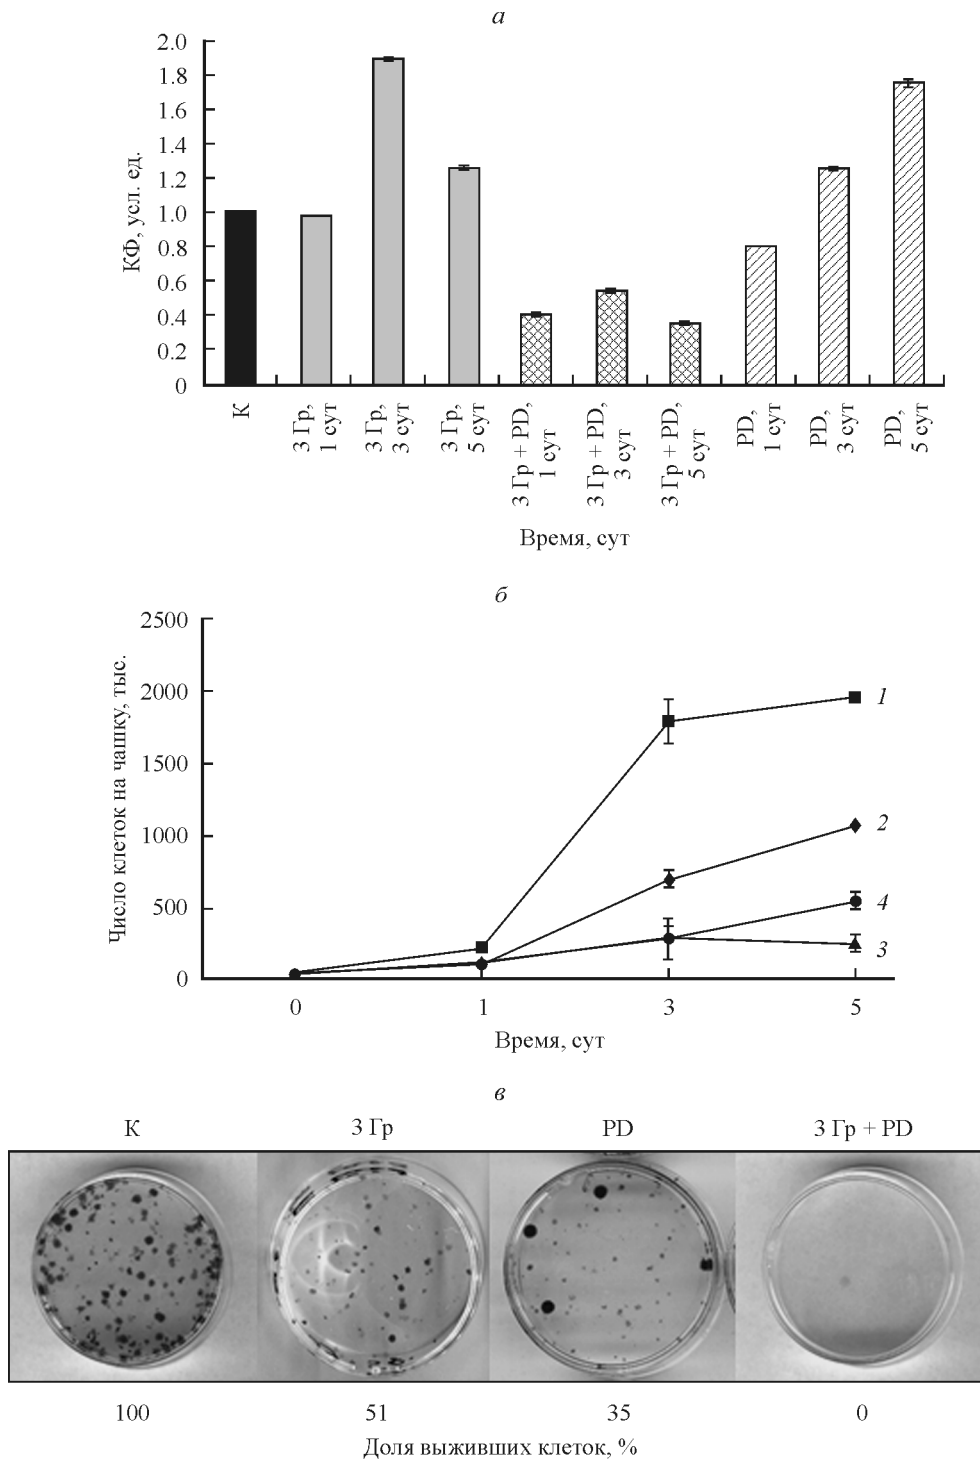 а
КФ, усл. ед.
2.0
1.8
1.6
1.4
1.2
1.0
0.8
0.6
0.4
0.2
0
К
3 Гр,
1 сут
3 Гр,
3 сут
3 Гр,
5 сут
3 Гр + PD,
1 сут
3 Гр + PD,
3 сут
3 Гр + PD,
5 сут
PD,
1 сут
PD,
3 сут
PD,
5 сут
Время, сут
б
Число клеток на чашку, тыс.
2500
2000
1500
1000
500
0
1
2
4
3
0 1 3 5
Время, сут
в
К 3 Гр PD 3 Гр + PD
100 51 35 0
Доля выживших клеток, %